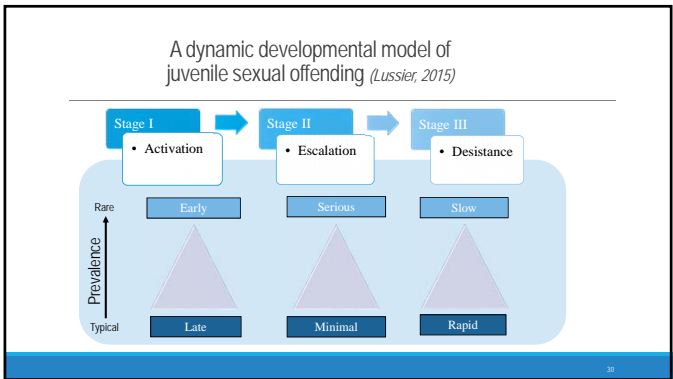 A dynamic developmental model of
juvenile sexual offending (Lussier, 2015)
Stage I
• Activation
Stage II
• Escalation
Stage III
• Desistance
Rare
Prevalence
Typical
Early
Serious
Slow
Late
Minimal
Rapid
30